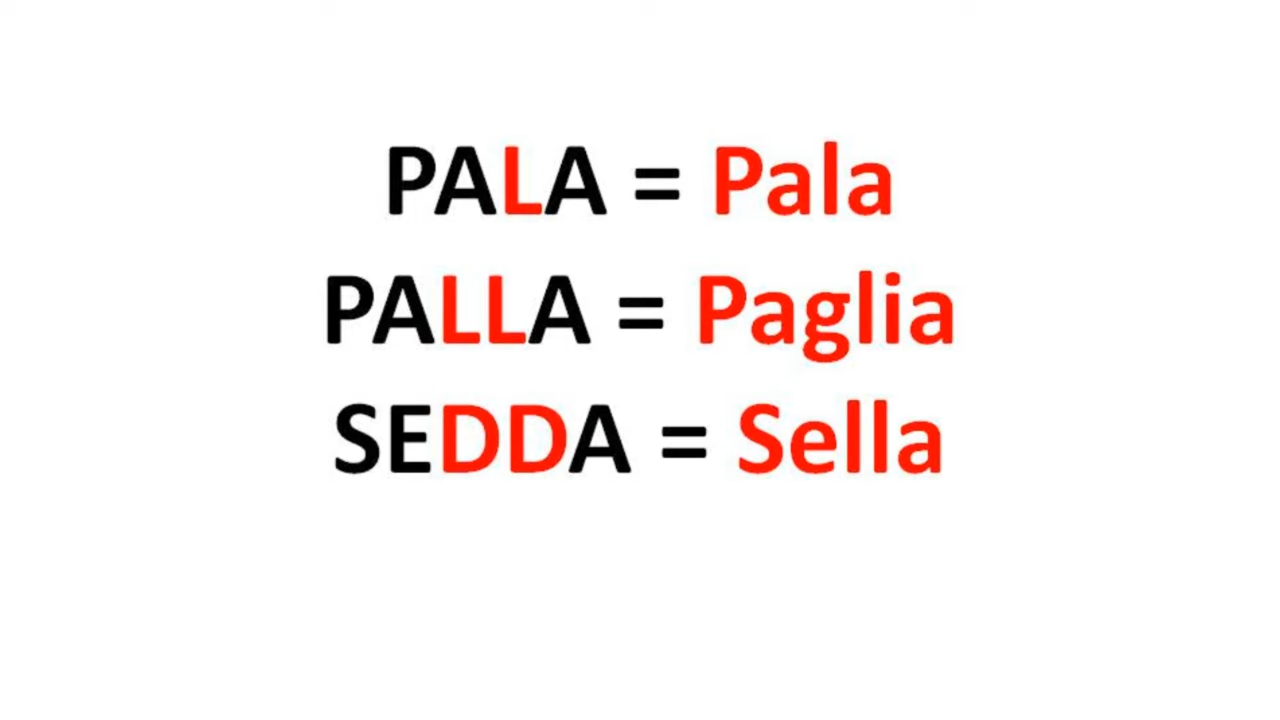 PALA = Pala
PALLA = Paglia
SEDDA = Sella